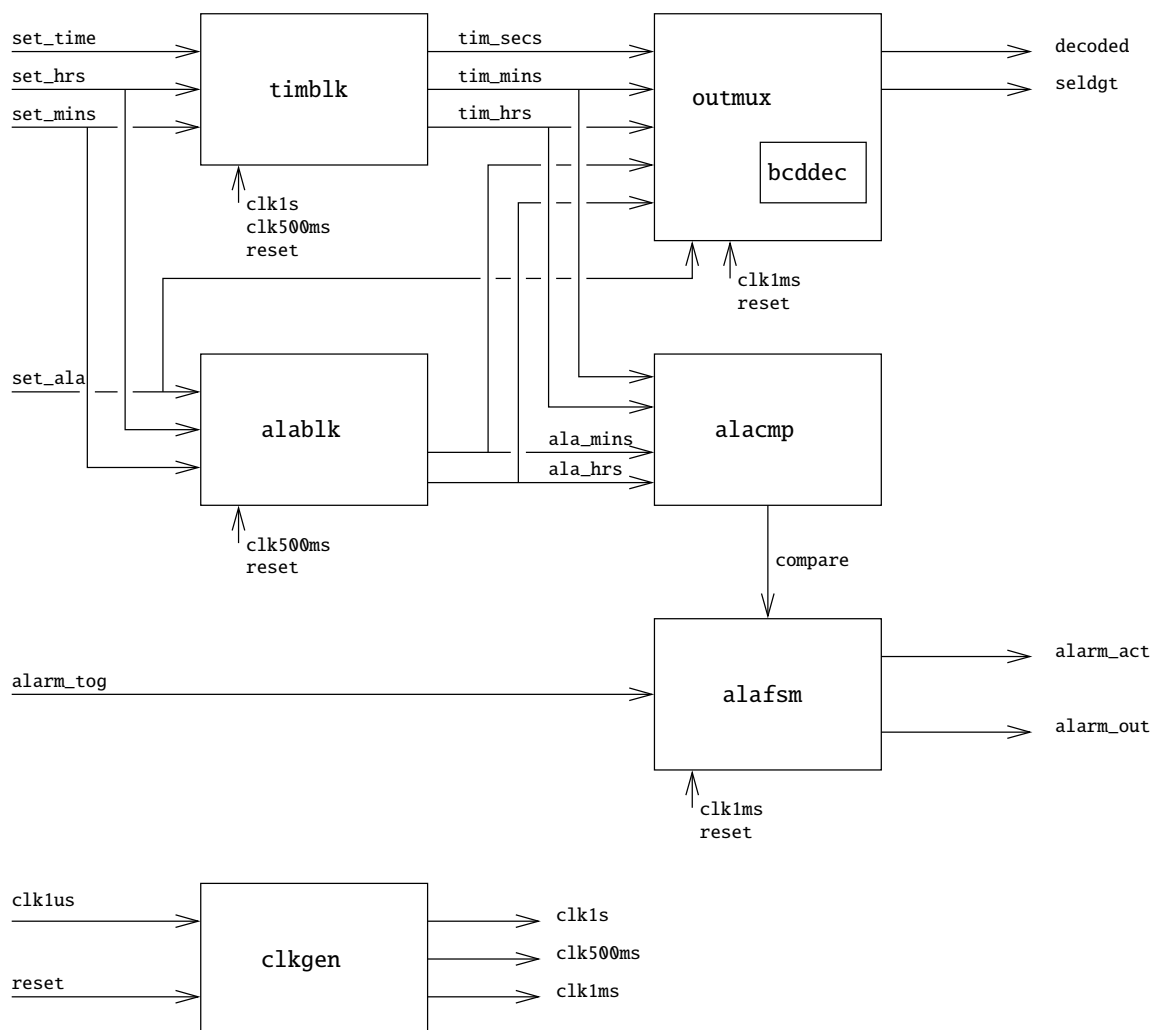 set_time
tim_secs
decoded
set_hrs
timblk
tim_mins
outmux
seldgt
set_mins
tim_hrs
bcddec
clk1s
clk500ms
reset
clk1ms
reset
set_ala
alablk
ala_mins
ala_hrs
alacmp
clk500ms
reset
compare
alarm_tog
alafsm
alarm_act
alarm_out
clk1ms
reset
clk1us
reset
clkgen
clk1s
clk500ms
clk1ms